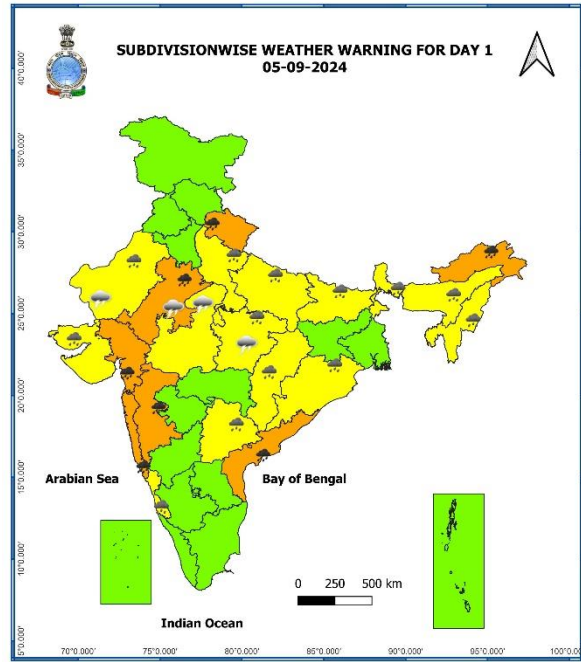 SUBDIVISIONWISE WEATHER WARNING FOR DAY 1
05-09-2024
40°0.000'
35°0.000'
30°0.000'
25°0.000'
20°0.000'
15°0.000'
10°0.000'
5°0.000'
Arabian Sea
Bay of Bengal
0 250 500 km
Indian Ocean
70°0.000' 75°0.000' 80°0.000' 85°0.000' 90°0.000' 95°0.000' 100°0.0